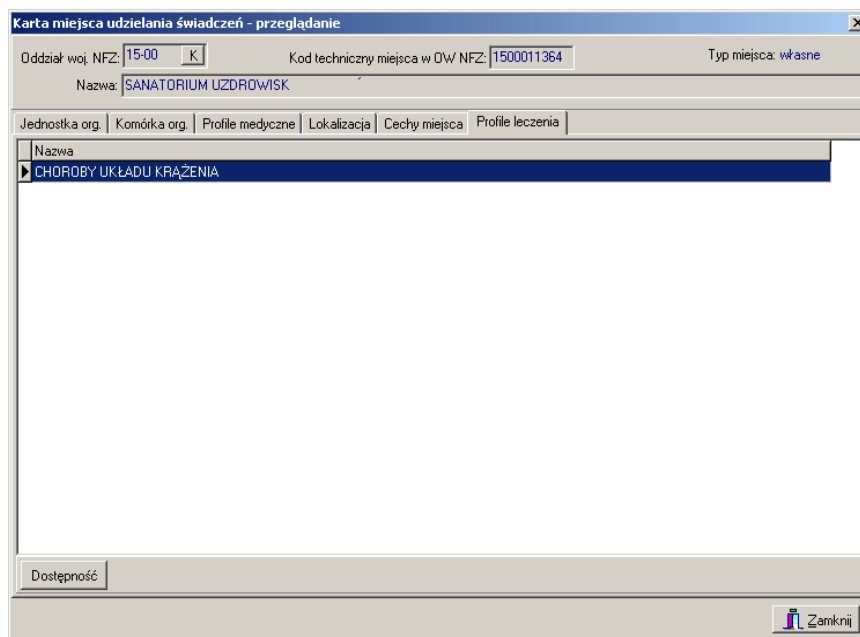 Karta miejsca udzielania świadczeń - przeglądanie
Oddział woj. NFZ: 15-00 K Kod techniczny miejsca w OW NFZ: 1500011364 Typ miejsca: własne
Nazwa: SANATORIUM UZDROWISK
Jednostka org. Komórka org. Profile medyczne Lokalizacja Cechy miejsca Profile leczenia
Nazwa
CHOROBY UKŁADU KRĄŻENIA
Dostępność
Zamknij